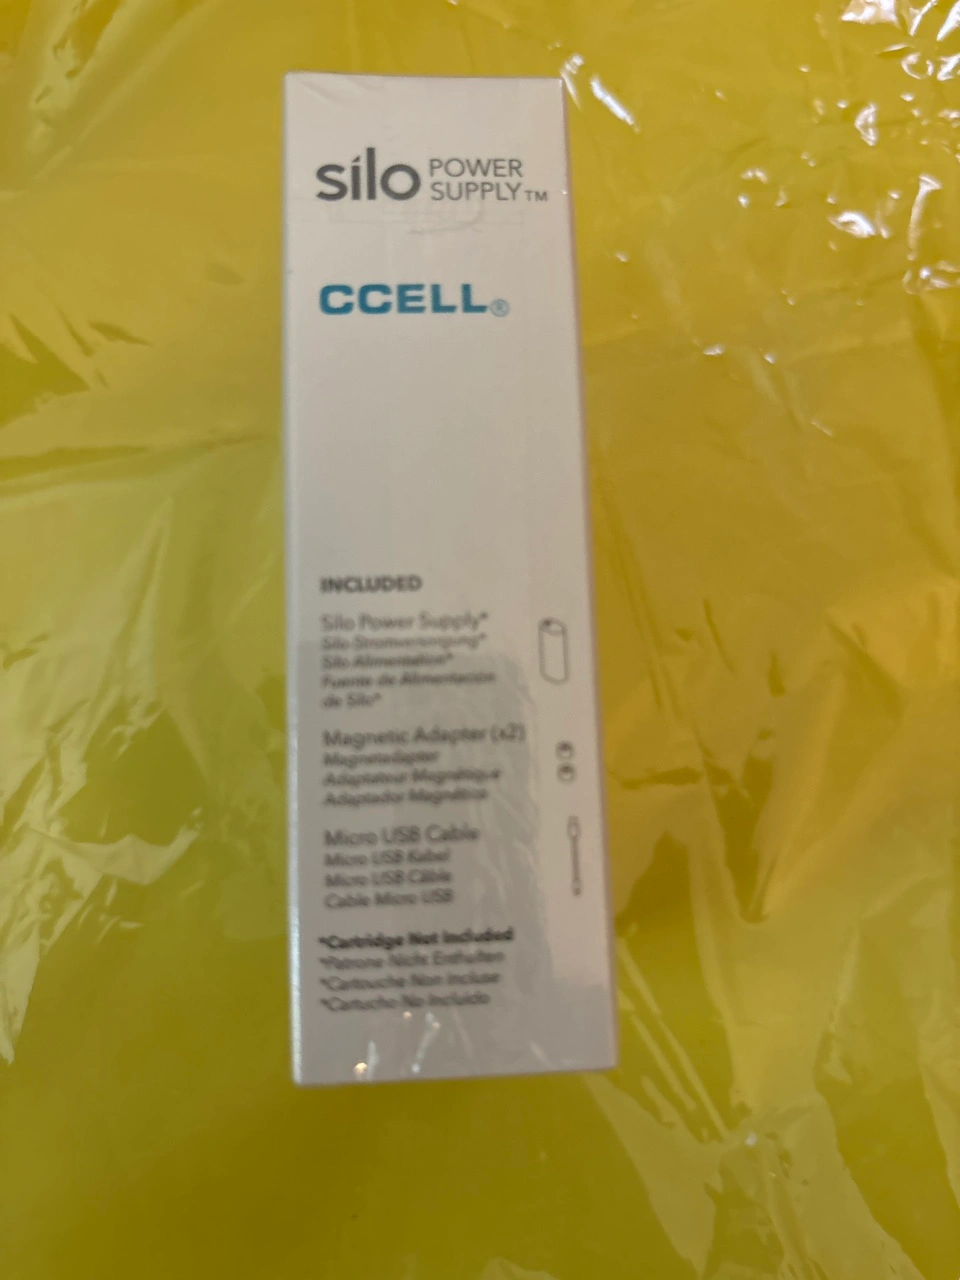 silo POWER
SUPPLY™
CCELL®
INCLUDED
Silo Power Supply*
Silo Stromversorgung*
Silo Alimentation*
Fuente de Alimentación
de Silo*
Magnetic Adapter (x2)
Magnetadapter
Adaptateur Magnétique
Adaptador Magnético
Micro USB Cable
Micro USB Kabel
Micro USB Câble
Cable Micro USB
*Cartridge Not Included
*Patrone Nicht Enthalten
*Cartouche Non Incluse
*Cartucho No Incluido